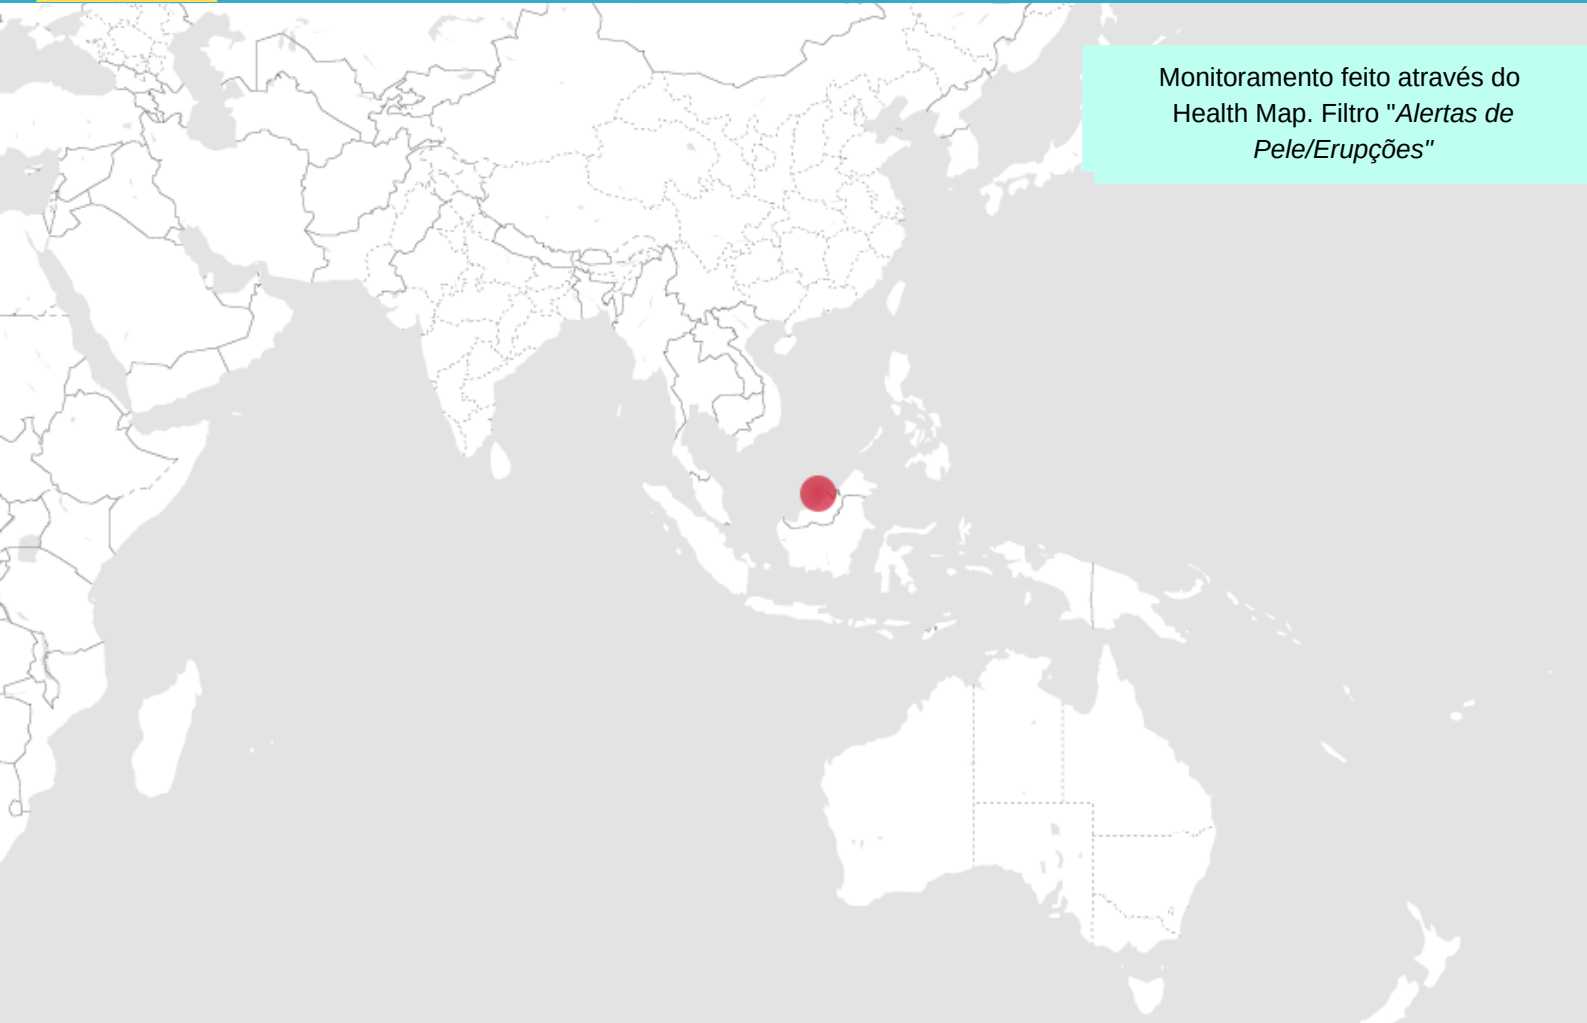 Monitoramento feito através do
Health Map. Filtro "Alertas de
Pele/Erupções"